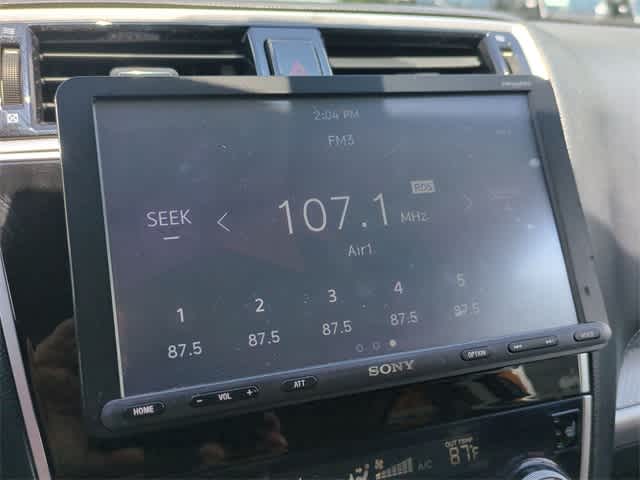 2:04 PM
FM3
RDS
SEEK < 107.1 MHz >
Air1
1 2 3 4 5
87.5 87.5 87.5 87.5 87.5
SONY
HOME - VOL + ATT OPTION
OUT TEMP
A/C 87F